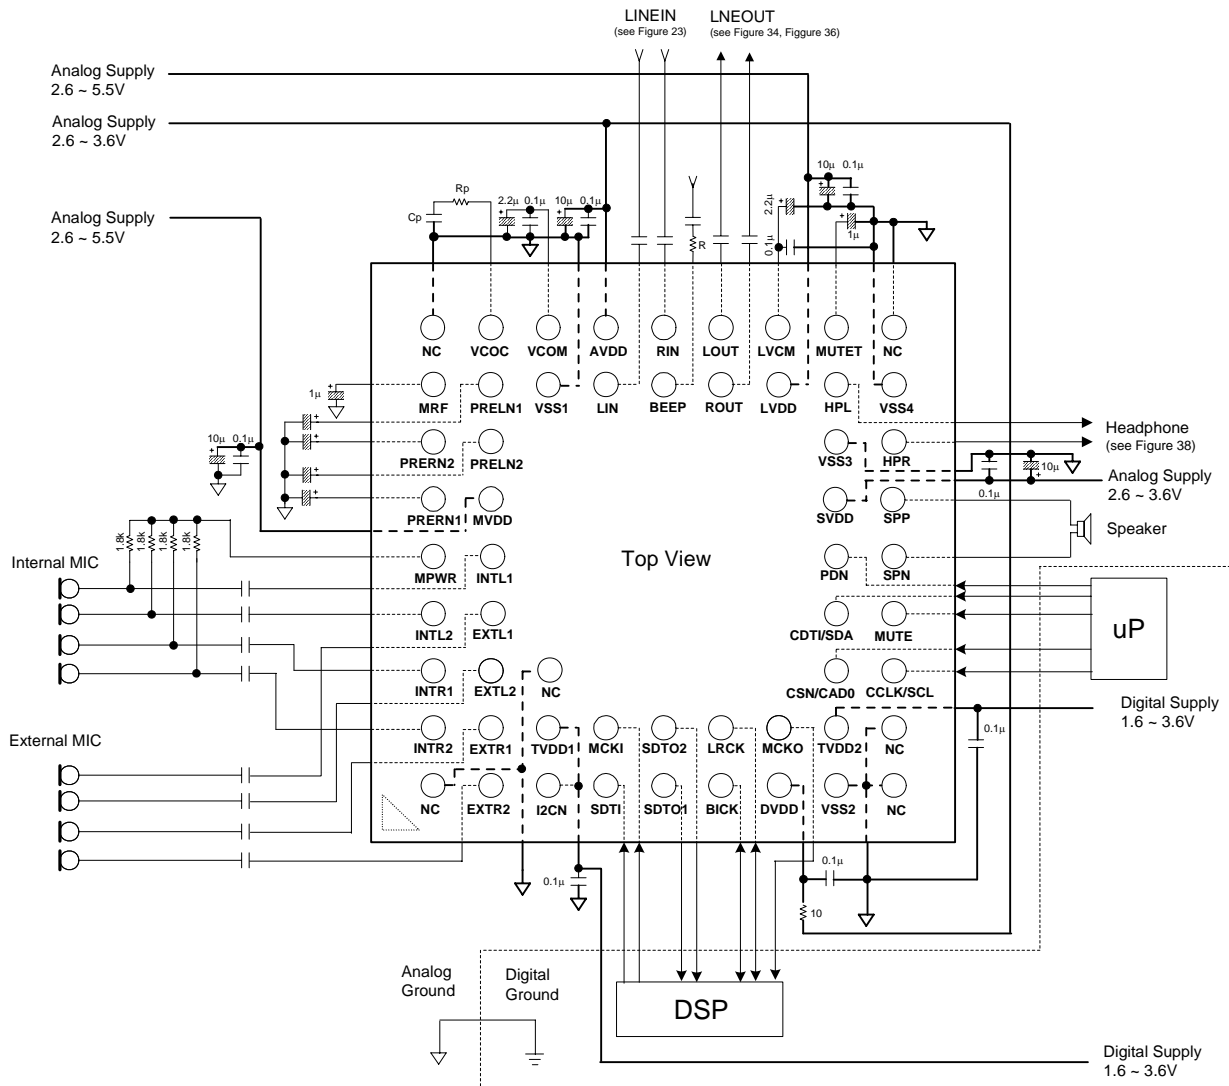 LINEIN
(see Figure 23)
LNEOUT
(see Figure 34, Figgure 36)
Analog Supply
2.6 ~ 5.5V
Analog Supply
2.6 ~ 3.6V
Analog Supply
2.6 ~ 5.5V
Rp
Cp
2.2µ 0.1µ 10µ 0.1µ
R
10µ 0.1µ
2.2µ
1µ
0.1µ
NC VCOC VCOM AVDD RIN LOUT LVCM MUTET NC
MRF PRELN1 VSS1 LIN BEEP ROUT LVDD HPL VSS4
1µ
10µ 0.1µ
PRERN2 PRELN2 VSS3 HPR
Headphone
(see Figure 38)
10µ
0.1µ
Analog Supply
2.6 ~ 3.6V
PRERN1 MVDD SVDD SPP
Speaker
1.8k 1.8k 1.8k 1.8k
Internal MIC
MPWR INTL1 Top View PDN SPN
uP
INTL2 EXTL1 CDTI/SDA MUTE
INTR1 EXTL2 NC CSN/CAD0 CCLK/SCL
Digital Supply
1.6 ~ 3.6V
0.1µ
External MIC
INTR2 EXTR1 TVDD1 MCKI SDTO2 LRCK MCKO TVDD2 NC
NC EXTR2 I2CN SDTI SDTO1 BICK DVDD VSS2 NC
0.1µ
0.1µ
10
Analog
Ground
Digital
Ground
DSP
Digital Supply
1.6 ~ 3.6V